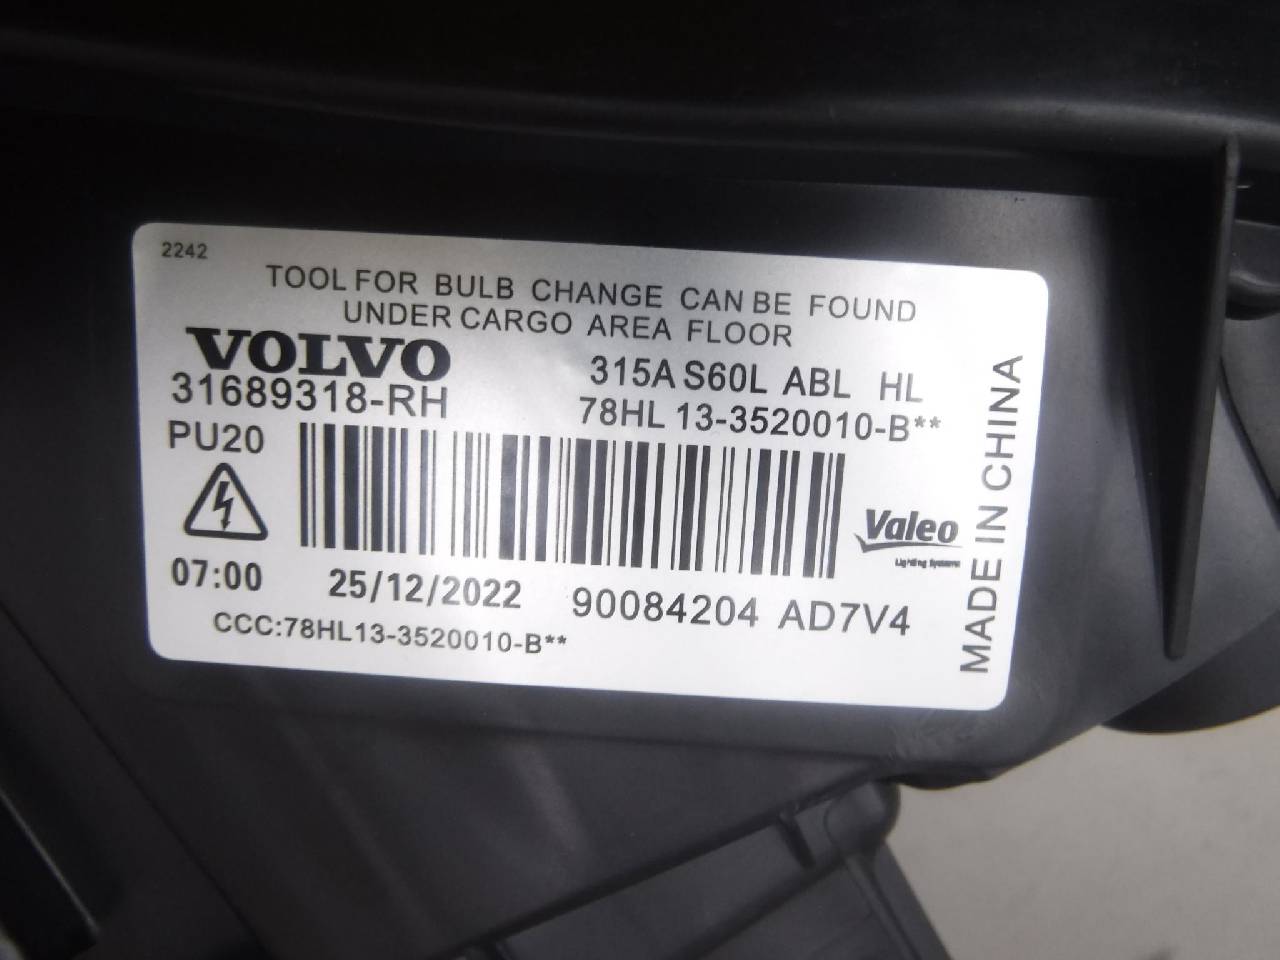 2242
TOOL FOR BULB CHANGE CAN BE FOUND
UNDER CARGO AREA FLOOR
VOLVO
315A S60L ABL HL
31689318-RH
78HL 13-3520010-B**
PU20
Valeo
Lighting Systems
07:00
25/12/2022
90084204 AD7V4
CCC:78HL13-3520010-B**
MADE IN CHINA